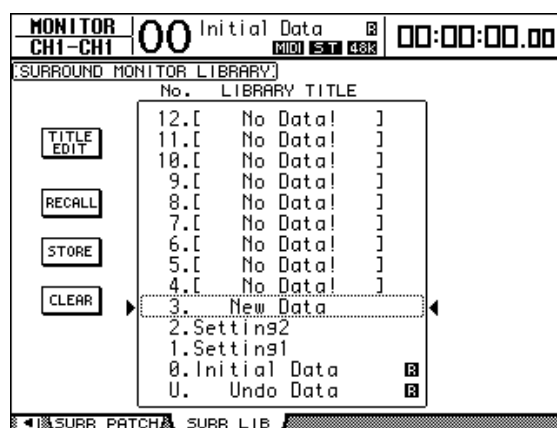 MONITOR
CH1-CH1
00 Initial Data R
MIDI ST 48K
00:00:00.00
SURROUND MONITOR LIBRARY
No. LIBRARY TITLE
TITLE EDIT
RECALL
STORE
CLEAR
12.[ No Data! ]
11.[ No Data! ]
10.[ No Data! ]
9.[ No Data! ]
8.[ No Data! ]
7.[ No Data! ]
6.[ No Data! ]
5.[ No Data! ]
4.[ No Data! ]
3. New Data
2.Setting2
1.Setting1
0.Initial Data R
U. Undo Data R
SURR PATCH
SURR LIB